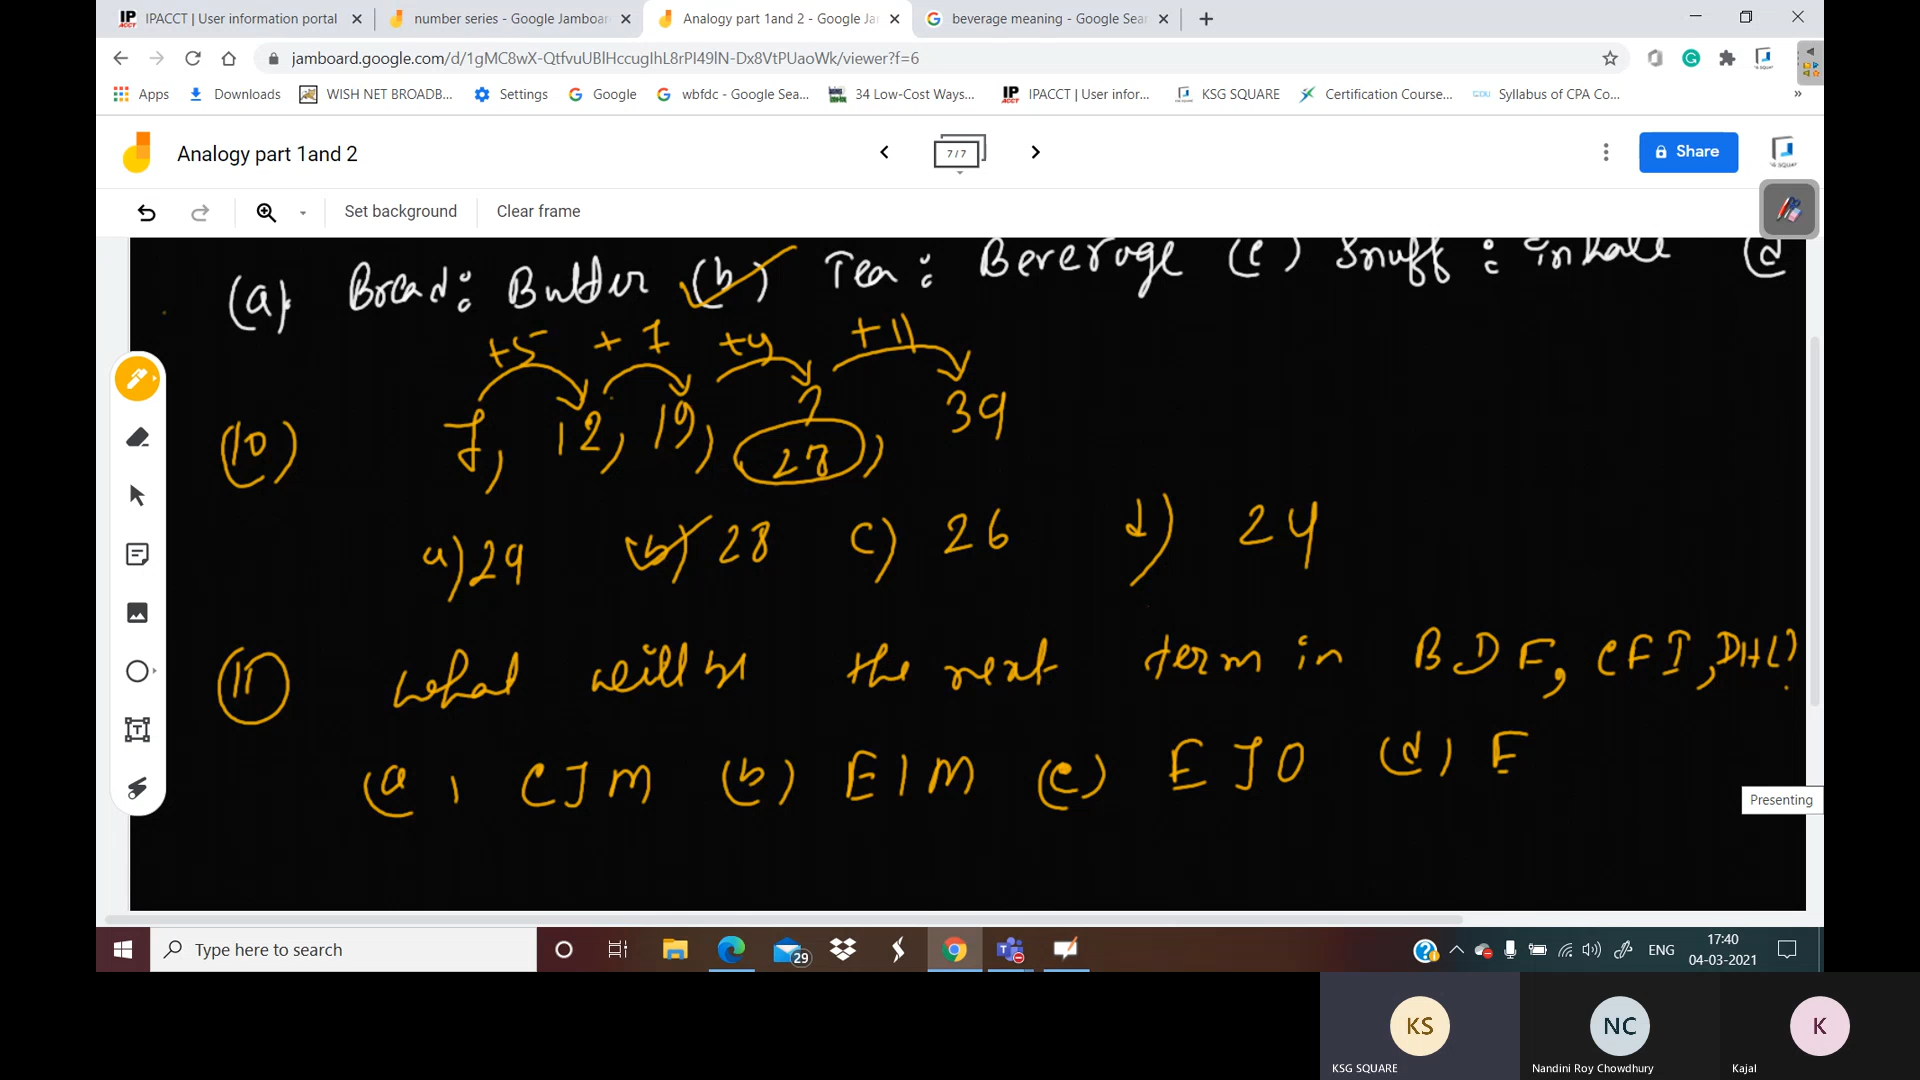 IPACCT | User information portal number series - Google Jamboar Analogy part 1and 2 - Google Ja beverage meaning - Google Sea
jamboard.google.com/d/1gMC8wX-QtfvuUBlHccugIhL8rPI49lN-Dx8VtPUaoWk/viewer?f=6
Apps Downloads WISH NET BROADB... Settings Google wbfdc - Google Sea... 34 Low-Cost Ways... IPACCT | User infor... KSG SQUARE Certification Course... Syllabus of CPA Co... »
Analogy part 1and 2 7/7 Share
Set background Clear frame
(a). Bread: Butter (b) Tea: Beverage (c) Snuff: inhale (d
+5 +7 +9 +11
(10) 7, 12, 19, ? 39
28)
a) 29 (b) 28 c) 26 d) 24
(11) what will be the next term in BDF, CFI, DHL?
(a) CJM (b) EIM (c) EJO (d) E
Presenting
Type here to search 29 ENG 17:40
04-03-2021
KS NC K
KSG SQUARE Nandini Roy Chowdhury Kajal